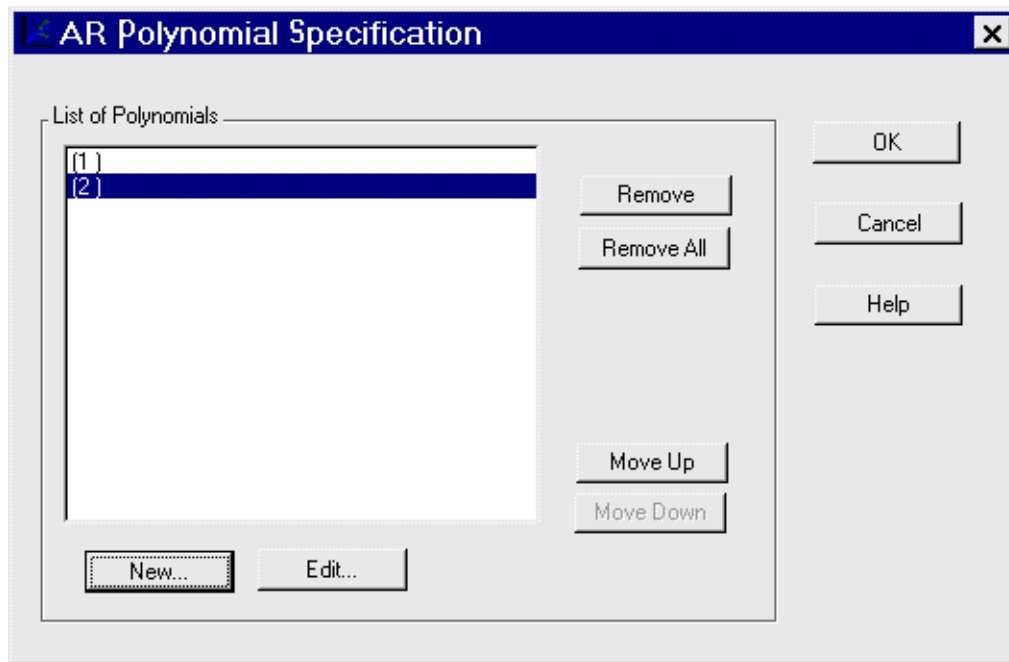 AR Polynomial Specification
List of Polynomials
(1 )
(2 )
Remove
Remove All
Move Up
Move Down
New...
Edit...
OK
Cancel
Help